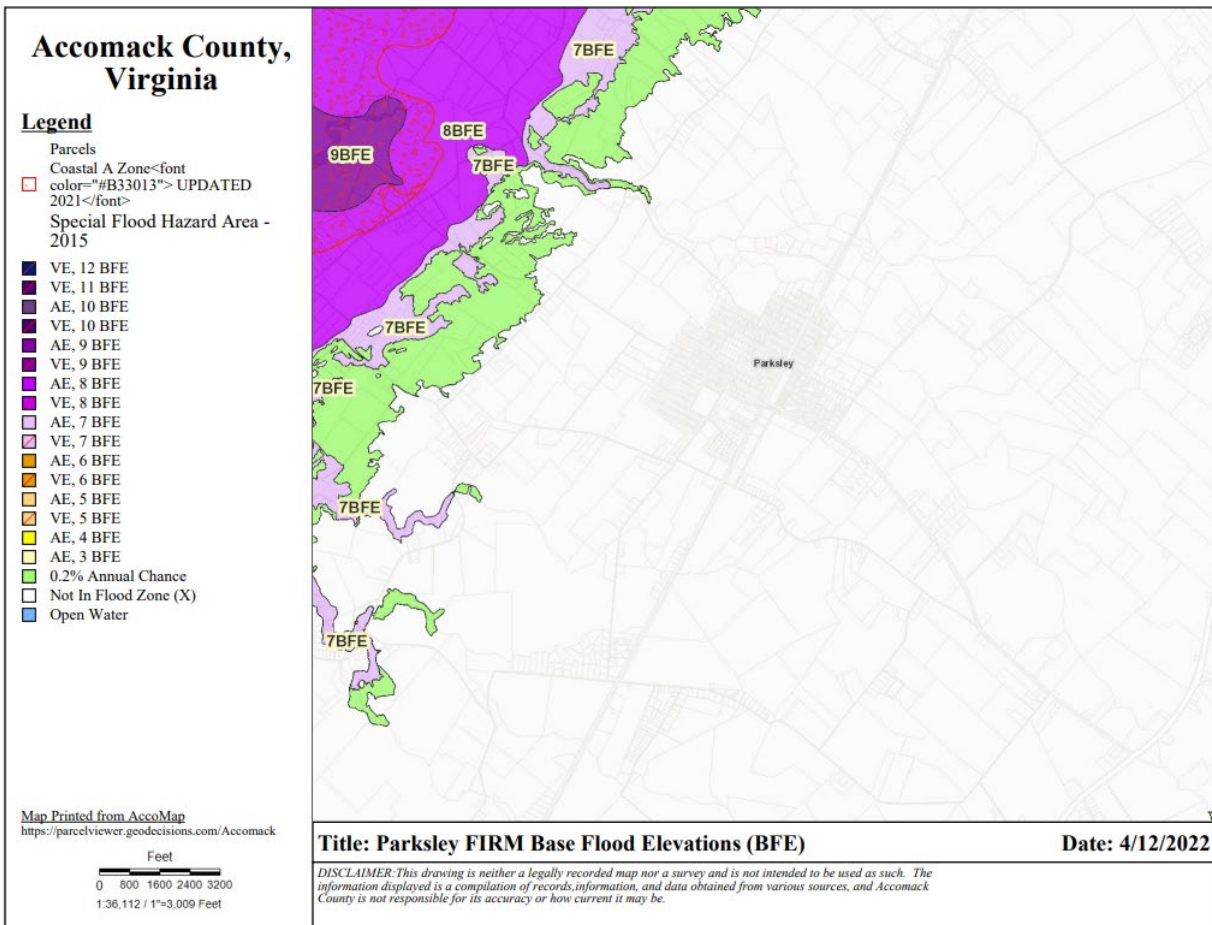 Accomack County,
Virginia
Legend
Parcels
Coastal A Zone<font
color="#B33013"> UPDATED
2021</font>
Special Flood Hazard Area -
2015
VE, 12 BFE
VE, 11 BFE
AE, 10 BFE
VE, 10 BFE
AE, 9 BFE
VE, 9 BFE
AE, 8 BFE
VE, 8 BFE
AE, 7 BFE
VE, 7 BFE
AE, 6 BFE
VE, 6 BFE
AE, 5 BFE
VE, 5 BFE
AE, 4 BFE
AE, 3 BFE
0.2% Annual Chance
Not In Flood Zone (X)
Open Water
Map Printed from AccoMap
https://parcelviewer.geodecisions.com/Accomack
Feet
0 800 1600 2400 3200
1:36,112 / 1"=3,009 Feet
7BFE
8BFE
9BFE
7BFE
7BFE
Parksley
7BFE
7BFE
7BFE
Title: Parksley FIRM Base Flood Elevations (BFE)
Date: 4/12/2022
DISCLAIMER:This drawing is neither a legally recorded map nor a survey and is not intended to be used as such. The
information displayed is a compilation of records,information, and data obtained from various sources, and Accomack
County is not responsible for its accuracy or how current it may be.